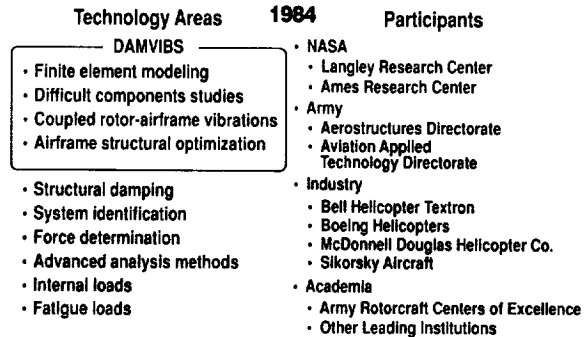 1984
Technology Areas
DAMVIBS
• Finite element modeling
• Difficult components studies
• Coupled rotor-airframe vibrations
• Airframe structural optimization
• Structural damping
• System identification
• Force determination
• Advanced analysis methods
• Internal loads
• Fatigue loads
Participants
• NASA
• Langley Research Center
• Ames Research Center
• Army
• Aerostructures Directorate
• Aviation Applied
Technology Directorate
• Industry
• Bell Helicopter Textron
• Boeing Helicopters
• McDonnell Douglas Helicopter Co.
• Sikorsky Aircraft
• Academia
• Army Rotorcraft Centers of Excellence
• Other Leading Institutions